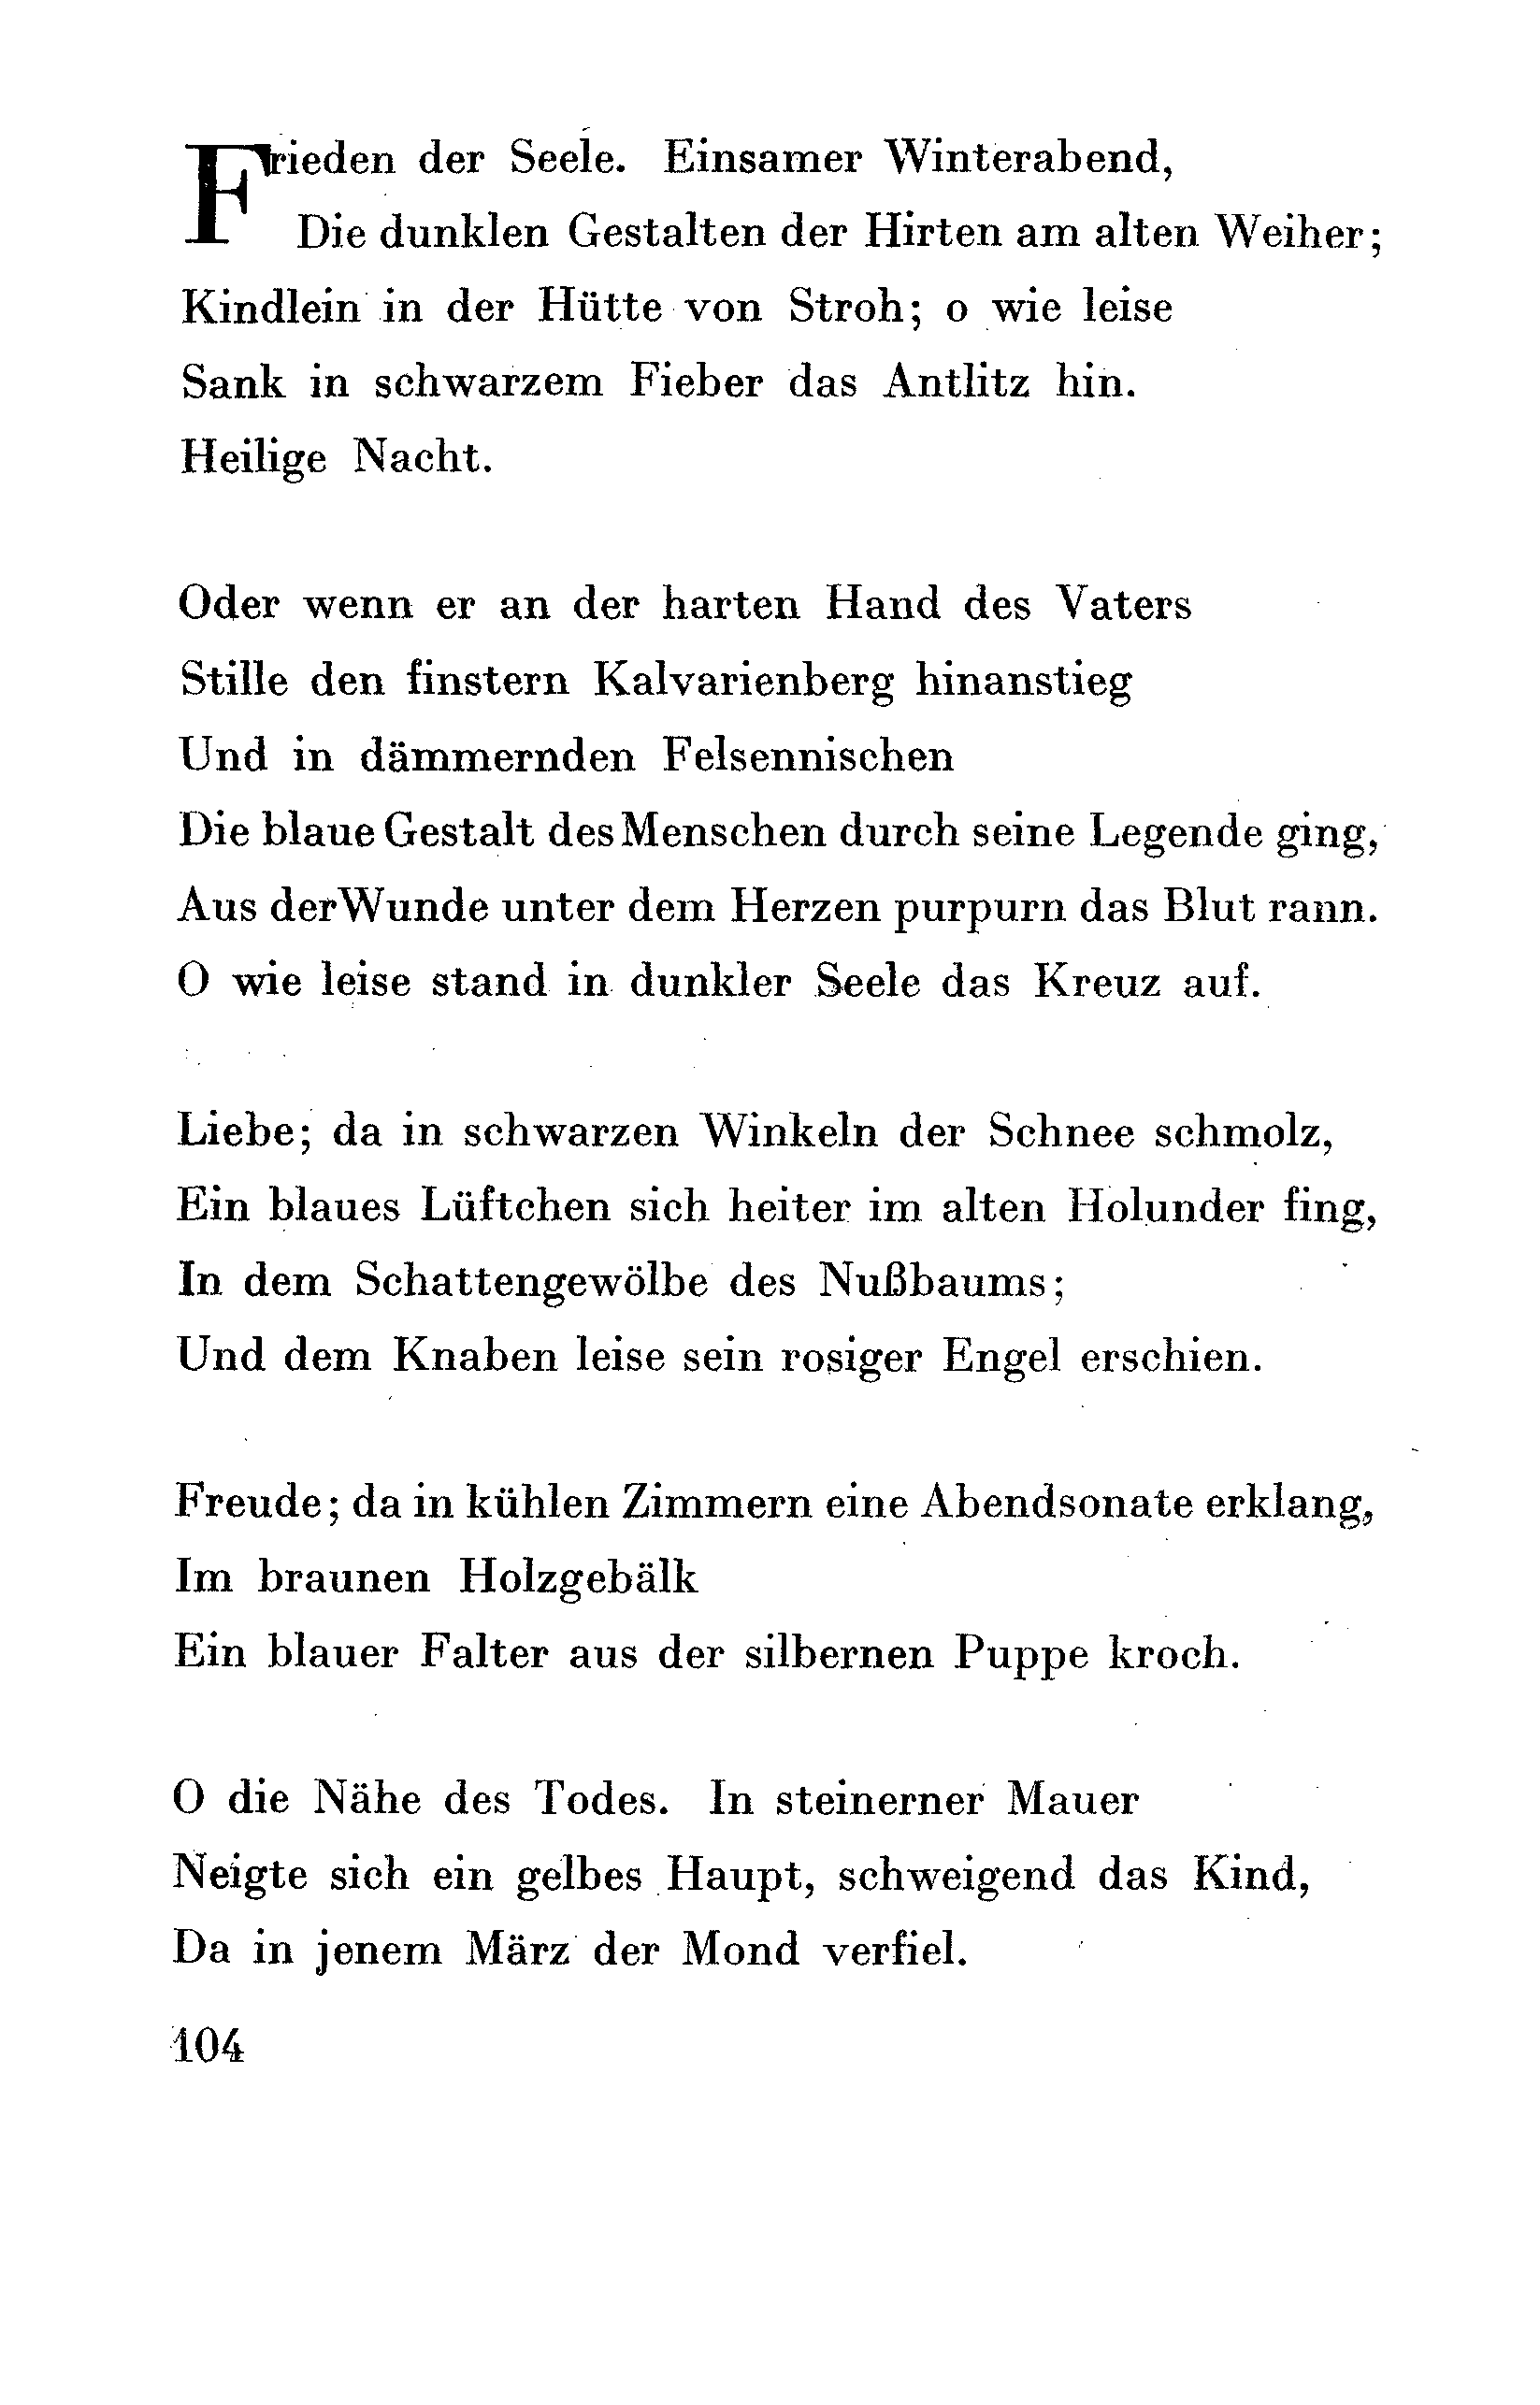 Frieden der Seele. Einsamer Winterabend,
Die dunklen Gestalten der Hirten am alten Weiher;
Kindlein in der Hütte von Stroh; o wie leise
Sank in schwarzem Fieber das Antlitz hin.
Heilige Nacht.
Oder wenn er an der harten Hand des Vaters
Stille den finstern Kalvarienberg hinanstieg
Und in dämmernden Felsennischen
Die blaue Gestalt des Menschen durch seine Legende ging,
Aus der Wunde unter dem Herzen purpurn das Blut rann.
O wie leise stand in dunkler Seele das Kreuz auf.
Liebe; da in schwarzen Winkeln der Schnee schmolz,
Ein blaues Lüftchen sich heiter im alten Holunder fing,
In dem Schattengewölbe des Nußbaums;
Und dem Knaben leise sein rosiger Engel erschien.
Freude; da in kühlen Zimmern eine Abendsonate erklang,
Im braunen Holzgebälk
Ein blauer Falter aus der silbernen Puppe kroch.
O die Nähe des Todes. In steinerner Mauer
Neigte sich ein gelbes Haupt, schweigend das Kind,
Da in jenem März der Mond verfiel.
104